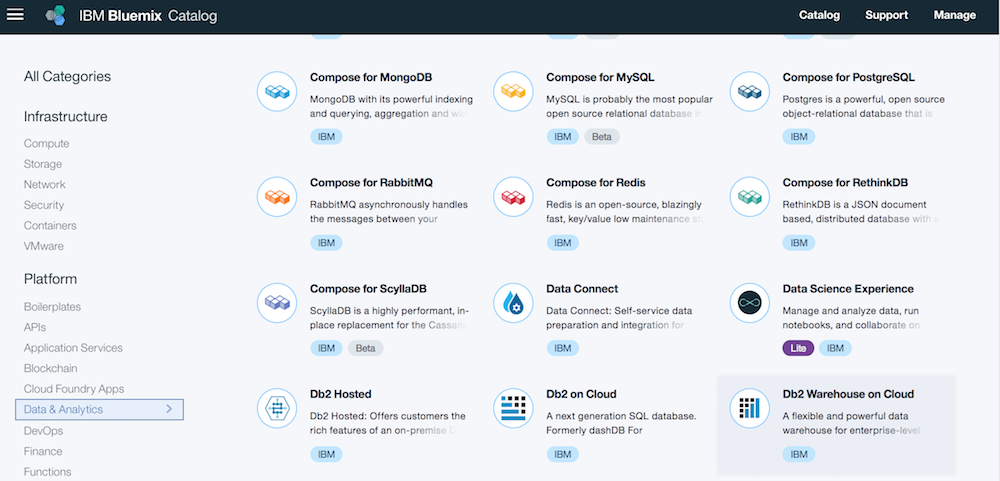 IBM Bluemix Catalog
Catalog
Support
Manage
All Categories
Infrastructure
Compute
Storage
Network
Security
Containers
VMware
Platform
Boilerplates
APIs
Application Services
Blockchain
Cloud Foundry Apps
Data & Analytics
DevOps
Finance
Functions
Compose for MongoDB
MongoDB with its powerful indexing
and querying, aggregation and
IBM
Compose for MySQL
MySQL is probably the most popular
open source relational database
IBM
Beta
Compose for PostgreSQL
Postgres is a powerful, open source
object-relational database that is
IBM
Compose for RabbitMQ
RabbitMQ asynchronously handles
the messages between your
IBM
Compose for Redis
Redis is an open-source, blazingly
fast, key/value low maintenance
IBM
Compose for RethinkDB
RethinkDB is a JSON document
based, distributed database with
IBM
Compose for ScyllaDB
ScyllaDB is a highly performant, in-
place replacement for the
IBM
Beta
Data Connect
Data Connect: Self-service data
preparation and integration for
IBM
Data Science Experience
Manage and analyze data, run
notebooks, and collaborate on
Lite
IBM
Db2 Hosted
Db2 Hosted: Offers customers the
rich features of an on-premise
IBM
Db2 on Cloud
A next generation SQL database.
Formerly dashDB For
IBM
Db2 Warehouse on Cloud
A flexible and powerful data
warehouse for enterprise-level
IBM